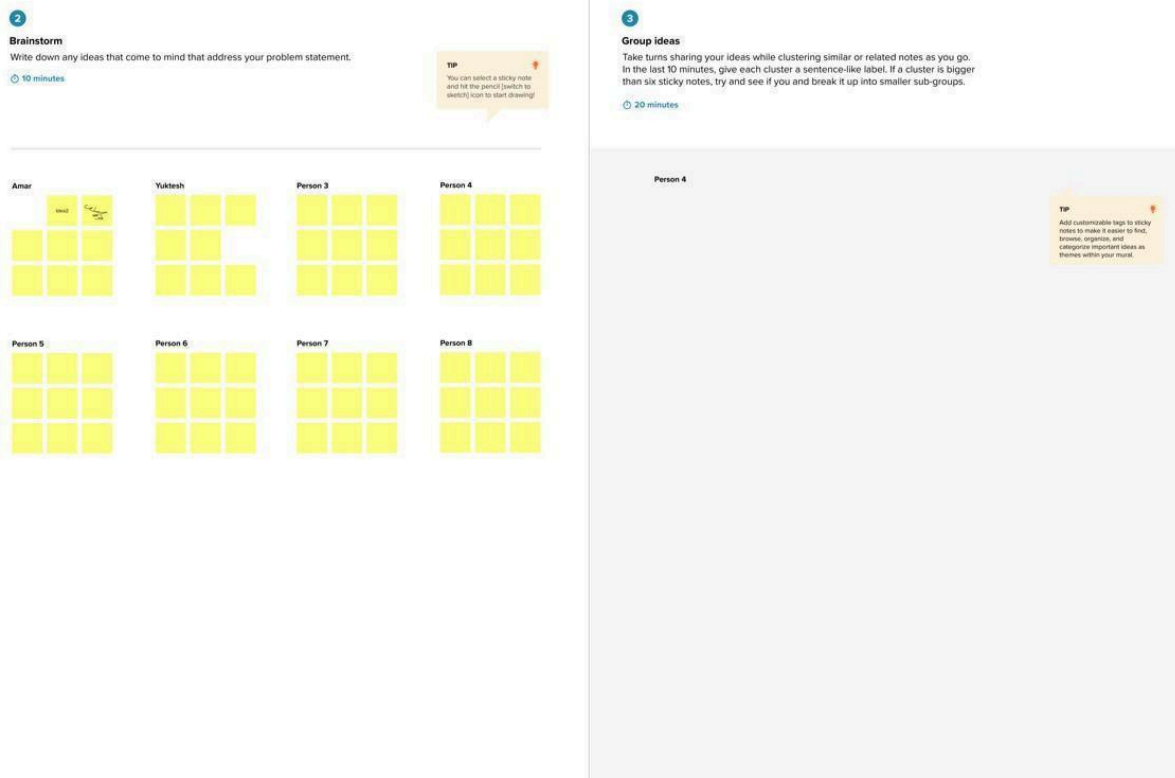 2
Brainstorm
Write down any ideas that come to mind that address your problem statement.
10 minutes
TIP
You can select a sticky note
and hit the pencil [switch to
sketch] icon to start drawing!
Amar
Yuktesh
Person 3
Person 4
Person 5
Person 6
Person 7
Person 8
3
Group ideas
Take turns sharing your ideas while clustering similar or related notes as you go.
In the last 10 minutes, give each cluster a sentence-like label. If a cluster is bigger
than six sticky notes, try and see if you and break it up into smaller sub-groups.
20 minutes
Person 4
TIP
Add customizable tags to sticky
notes to make it easier to find,
browse, organize, and
categorize important ideas as
themes within your mural.